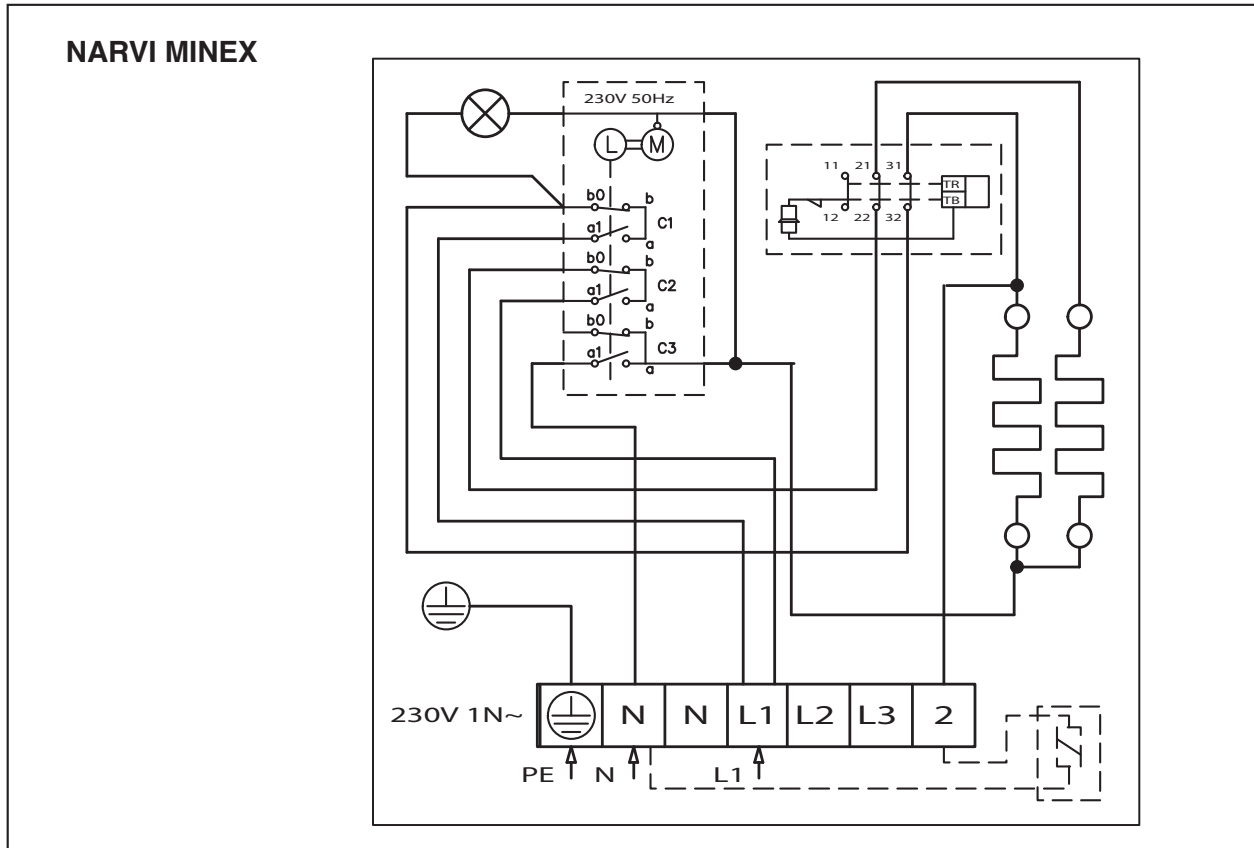 NARVI MINEX
230V 50Hz
L M
11 21 31
TR
TB
12 22 32
b0 b
C1
a1 a
b0 b
C2
a1 a
b0 b
C3
a1 a
230V 1N~ N N L1 L2 L3 2
PE N L1